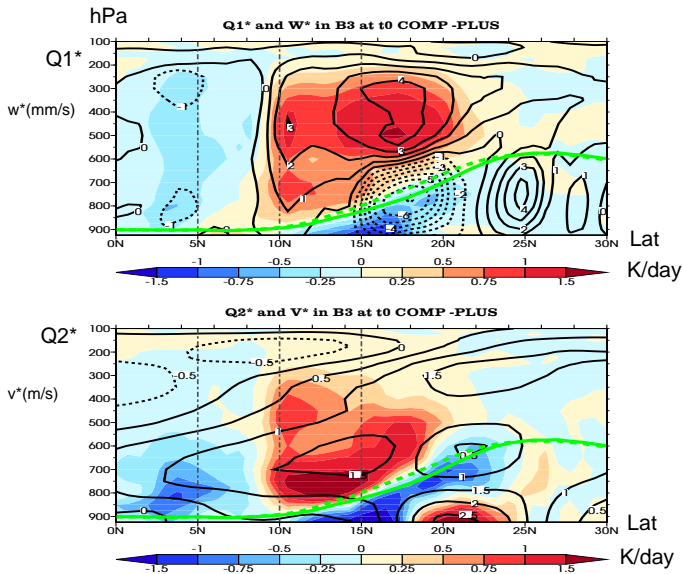 hPa
Q1* and W* in B3 at t0 COMP -PLUS
Q1*
w*(mm/s)
100
200
300
400
500
600
700
800
900
0N 5N 10N 15N 20N 25N 30N
Lat
-1 -0.5 0 0.5 1
-1.5 -0.75 -0.25 0.25 0.75 1.5
K/day
Q2* and V* in B3 at t0 COMP -PLUS
Q2*
v*(m/s)
100
200
300
400
500
600
700
800
900
0N 5N 10N 15N 20N 25N 30N
Lat
-1 -0.5 0 0.5 1
-1.5 -0.75 -0.25 0.25 0.75 1.5
K/day